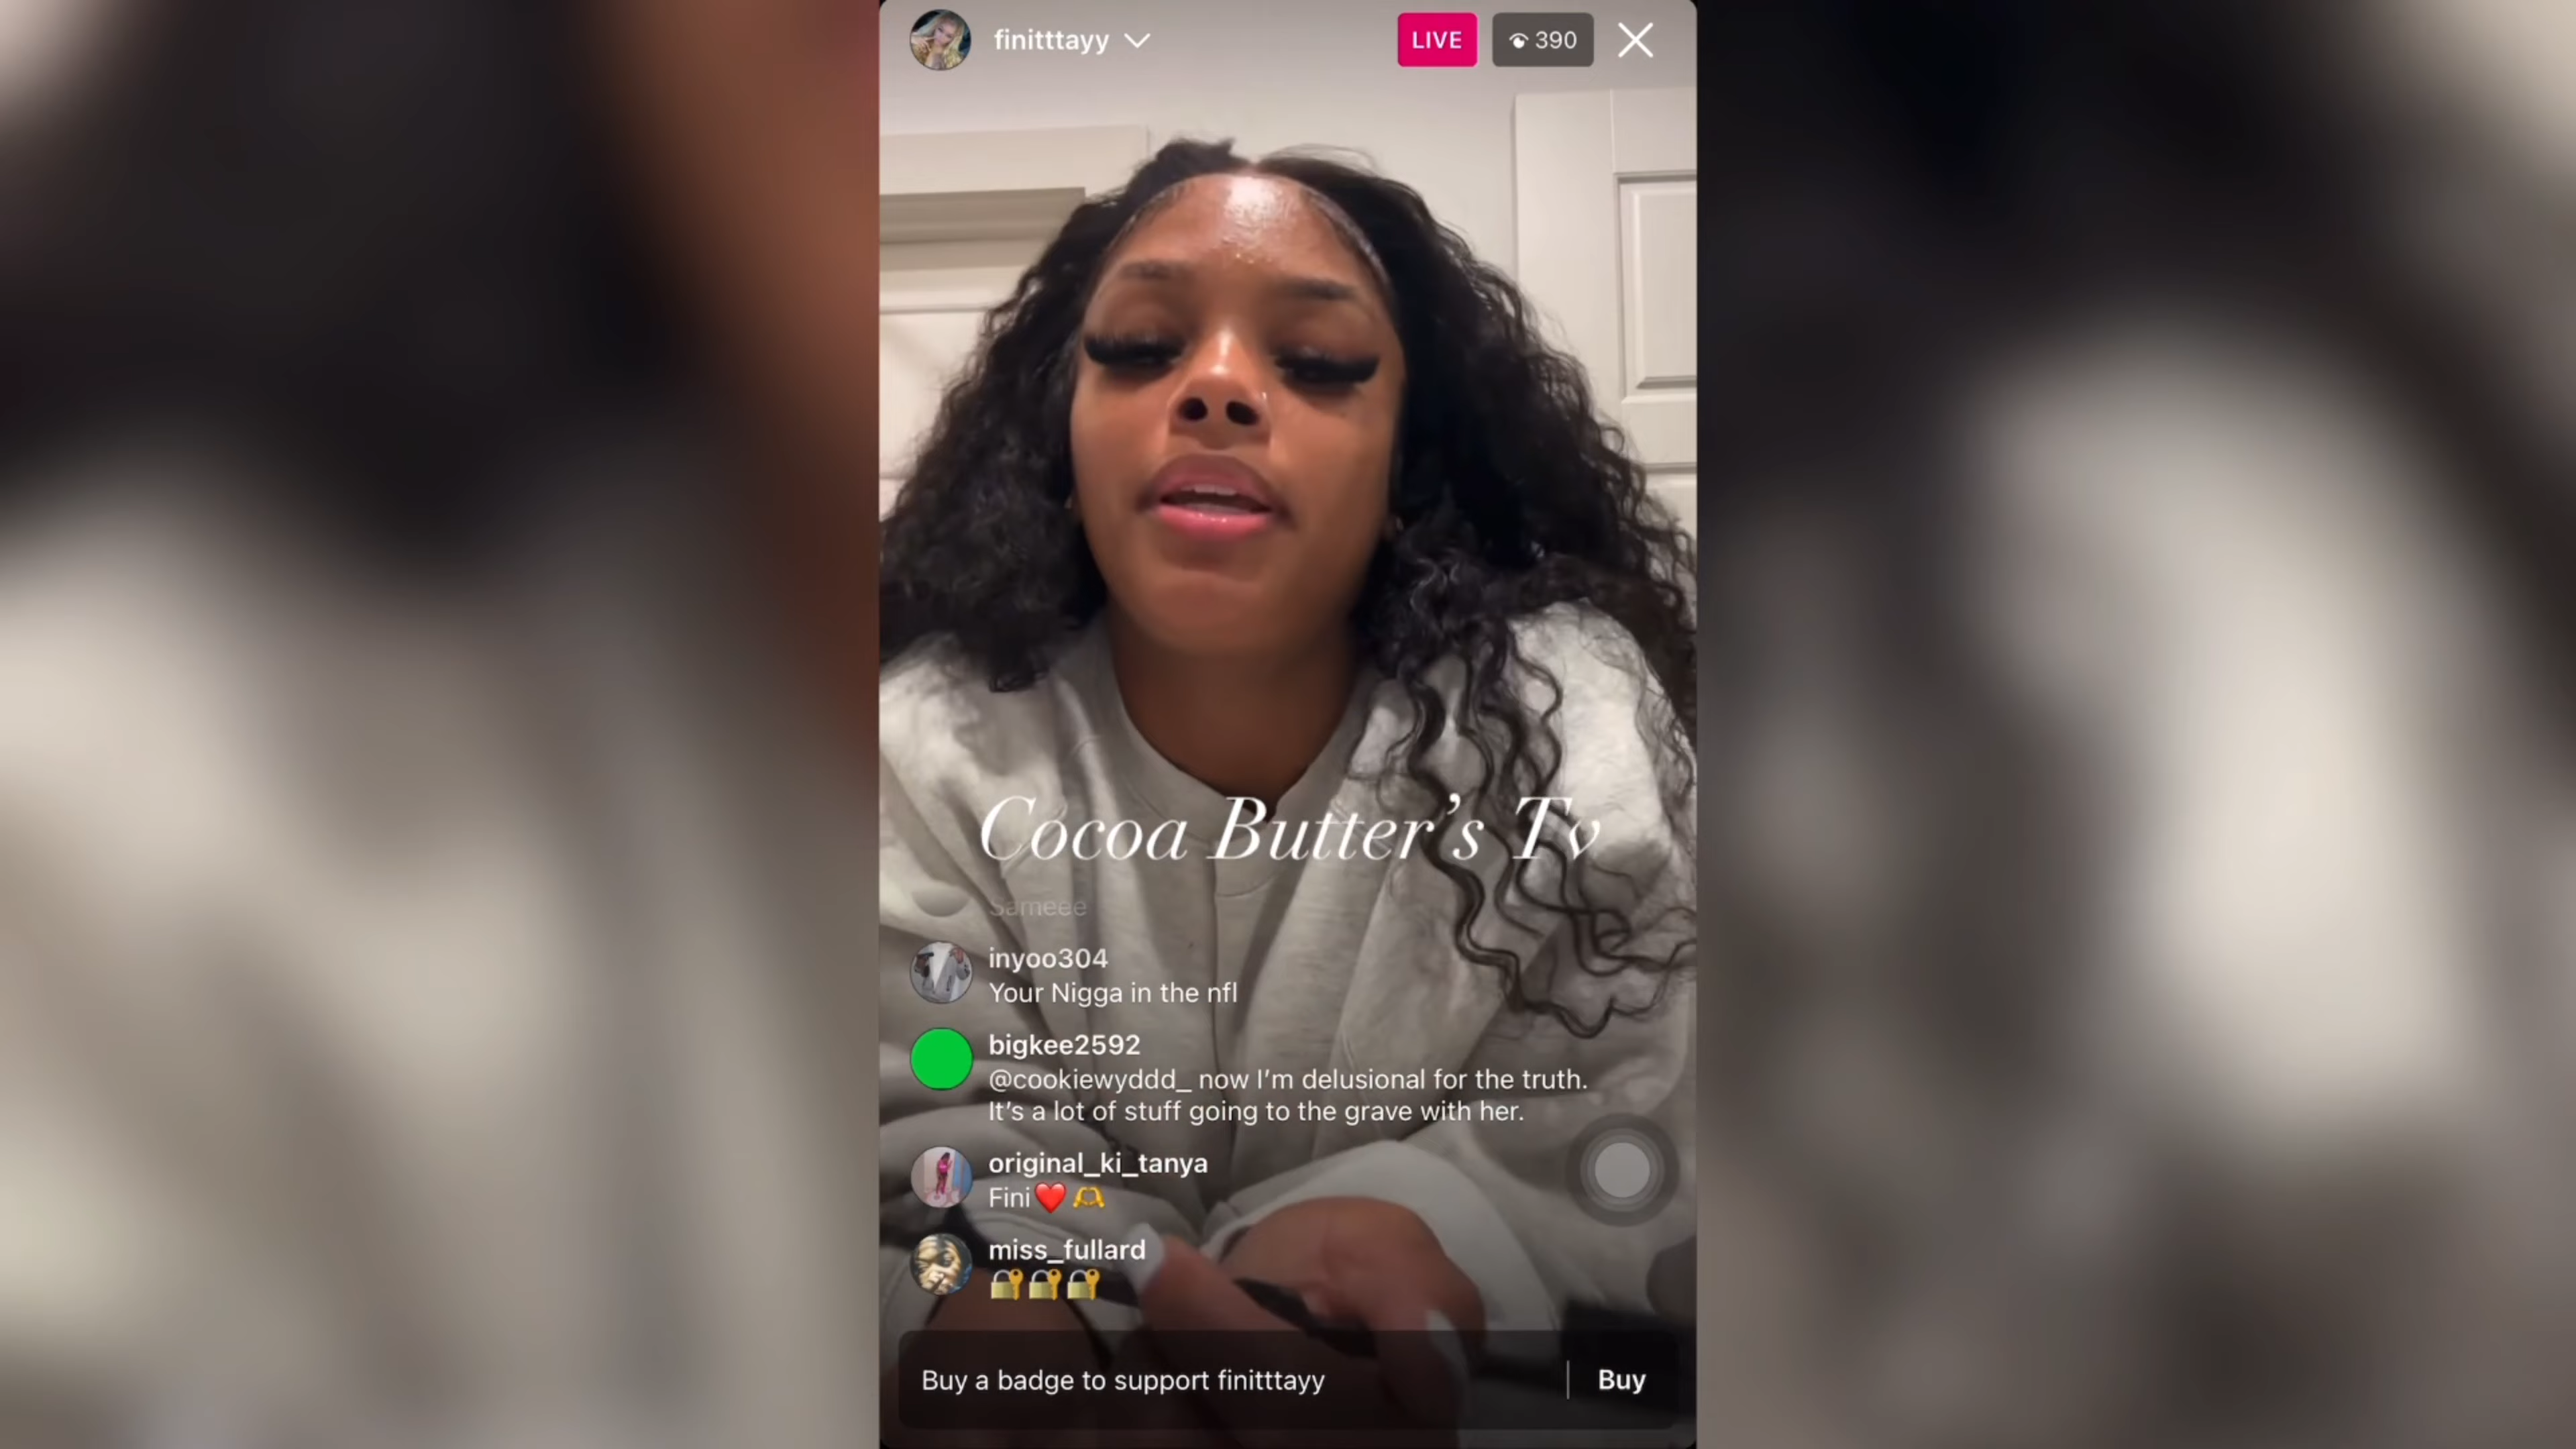 finitttayy
LIVE
390
Cocoa Butter's Tv
Sameee
inyoo304
Your Nigga in the nfl
bigkee2592
@cookiewyddd_ now I'm delusional for the truth.
It's a lot of stuff going to the grave with her.
original_ki_tanya
Fini❤️🫶
miss_fullard
🔐🔐🔐
Buy a badge to support finitttayy
Buy